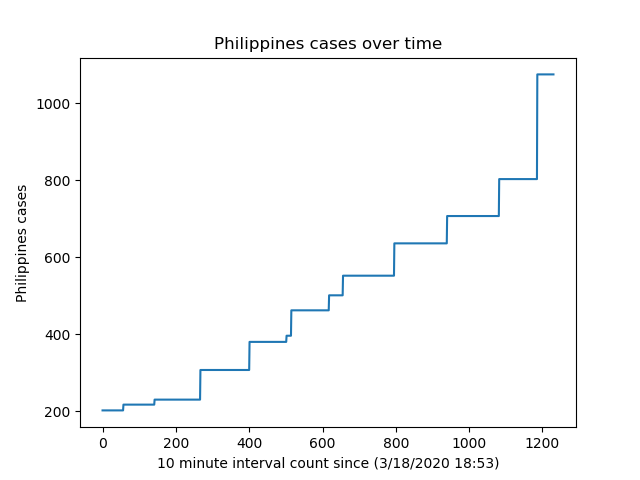 Philippines cases over time
Philippines cases
1000
800
600
400
200
0 200 400 600 800 1000 1200
10 minute interval count since (3/18/2020 18:53)